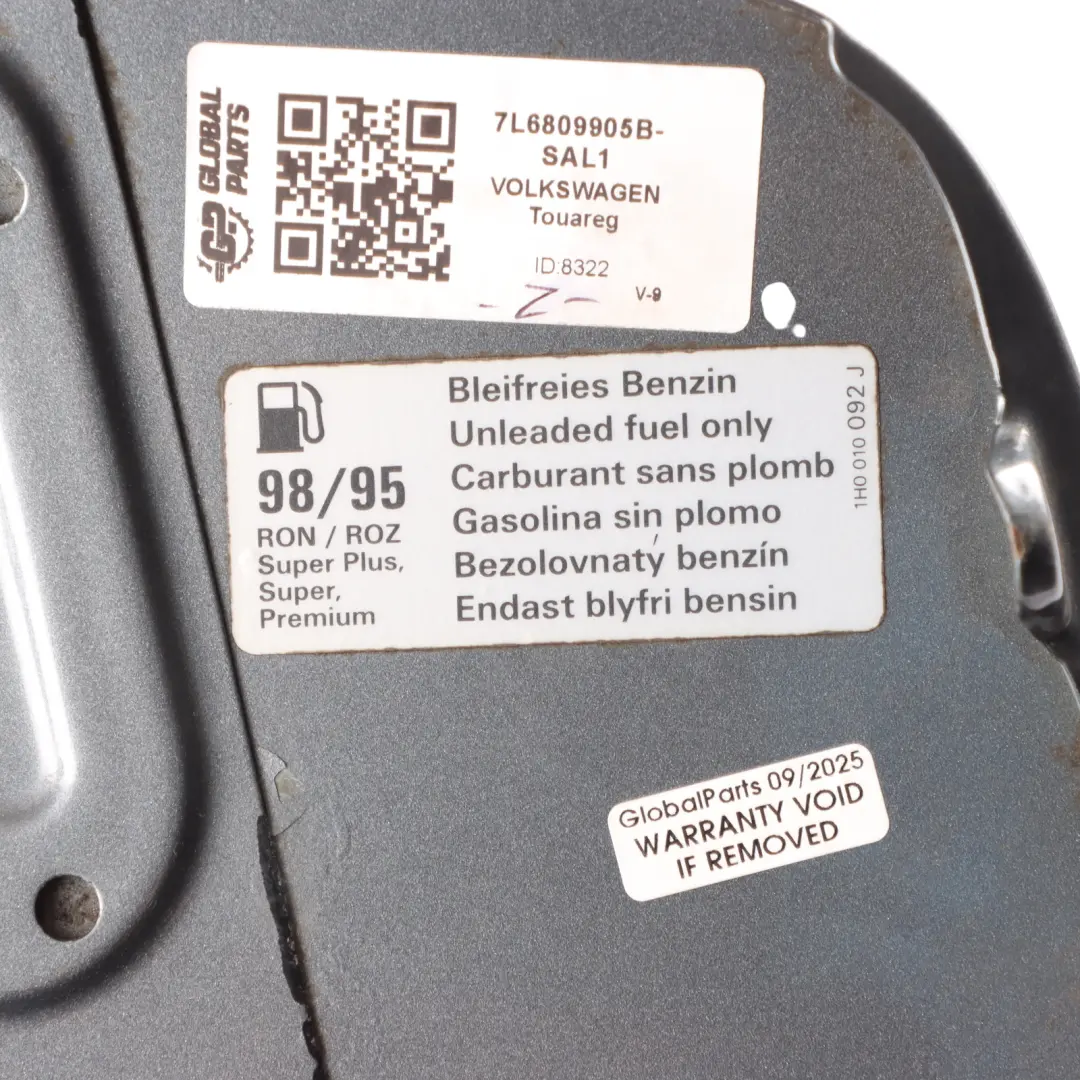 GLOBAL
PARTS
7L6809905B-
SAL1
VOLKSWAGEN
Touareg
ID:8322
-2-
V-9
98/95
RON / ROZ
Super Plus,
Super,
Premium
Bleifreies Benzin
Unleaded fuel only
Carburant sans plomb
Gasolina sin plomo
Bezolovnatý benzín
Endast blyfri bensin
1H0 010 092 J
GlobalParts 09/2025
WARRANTY VOID
IF REMOVED